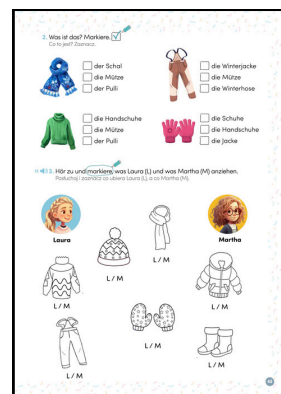 2. Was ist das? Markiere.
Co to jest? Zaznacz.
der Schal
die Mütze
der Pulli
die Winterjacke
die Mütze
die Winterhose
die Handschuhe
die Mütze
der Pulli
die Schuhe
die Handschuhe
die Jacke
3. Hör zu und markiere, was Laura (L) und was Martha (M) anziehen.
Posłuchaj i zaznacz co ubiera Laura (L), a co Martha (M).
Laura
Martha
L / M
L / M
L / M
L / M
L / M
L / M
L / M